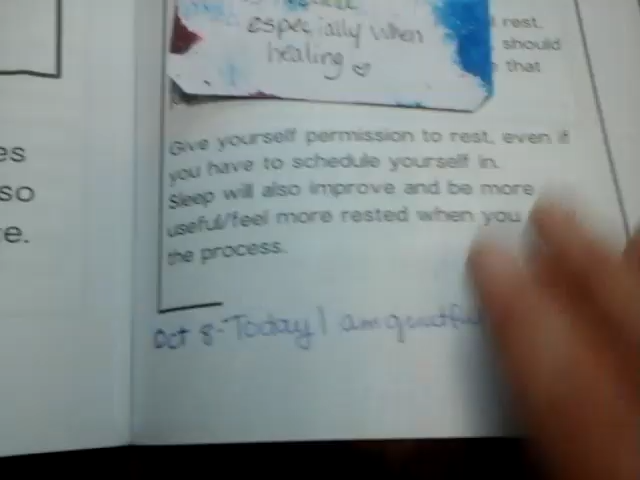 especially when
healing
rest,
should
that
Give yourself permission to rest, even if
you have to schedule yourself in.
Sleep will also improve and be more
useful/feel more rested when you
the process.
es
so
e.
Oct 8-Today I am